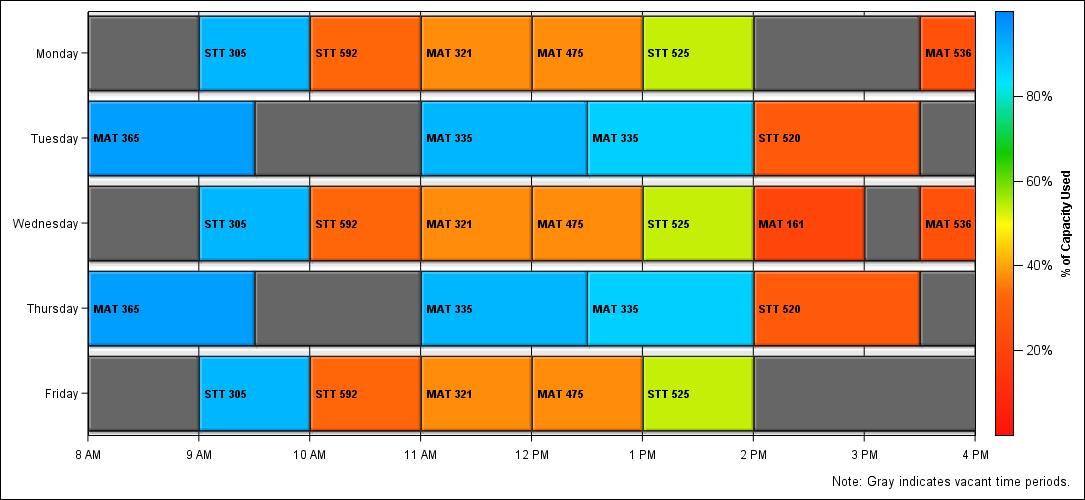 Monday
STT 305
STT 592
MAT 321
MAT 475
STT 525
MAT 536
Tuesday
MAT 365
MAT 335
MAT 335
STT 520
Wednesday
STT 305
STT 592
MAT 321
MAT 475
STT 525
MAT 161
MAT 536
Thursday
MAT 365
MAT 335
MAT 335
STT 520
Friday
STT 305
STT 592
MAT 321
MAT 475
STT 525
8 AM
9 AM
10 AM
11 AM
12 PM
1 PM
2 PM
3 PM
4 PM
80%
60%
40%
20%
% of Capacity Used
Note: Gray indicates vacant time periods.